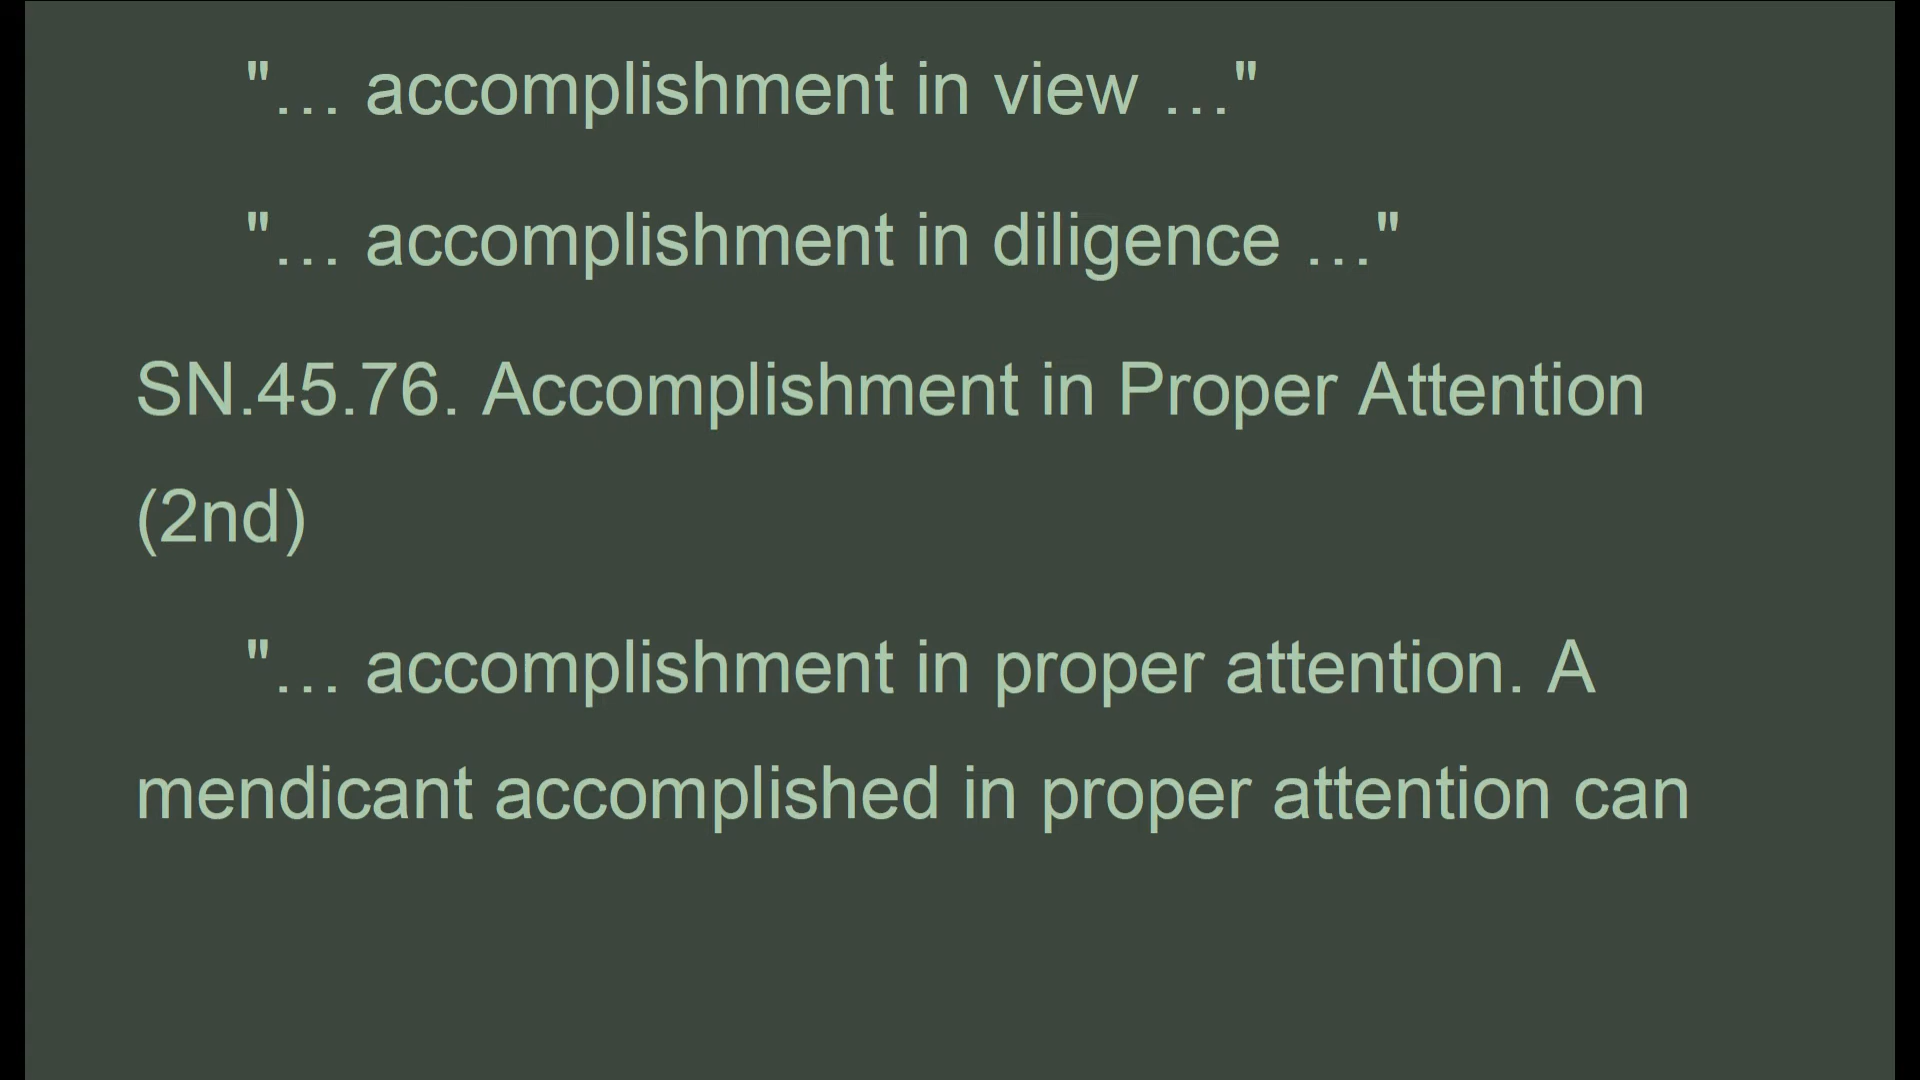 "… accomplishment in view …"
"… accomplishment in diligence …"
SN.45.76. Accomplishment in Proper Attention
(2nd)
"… accomplishment in proper attention. A
mendicant accomplished in proper attention can